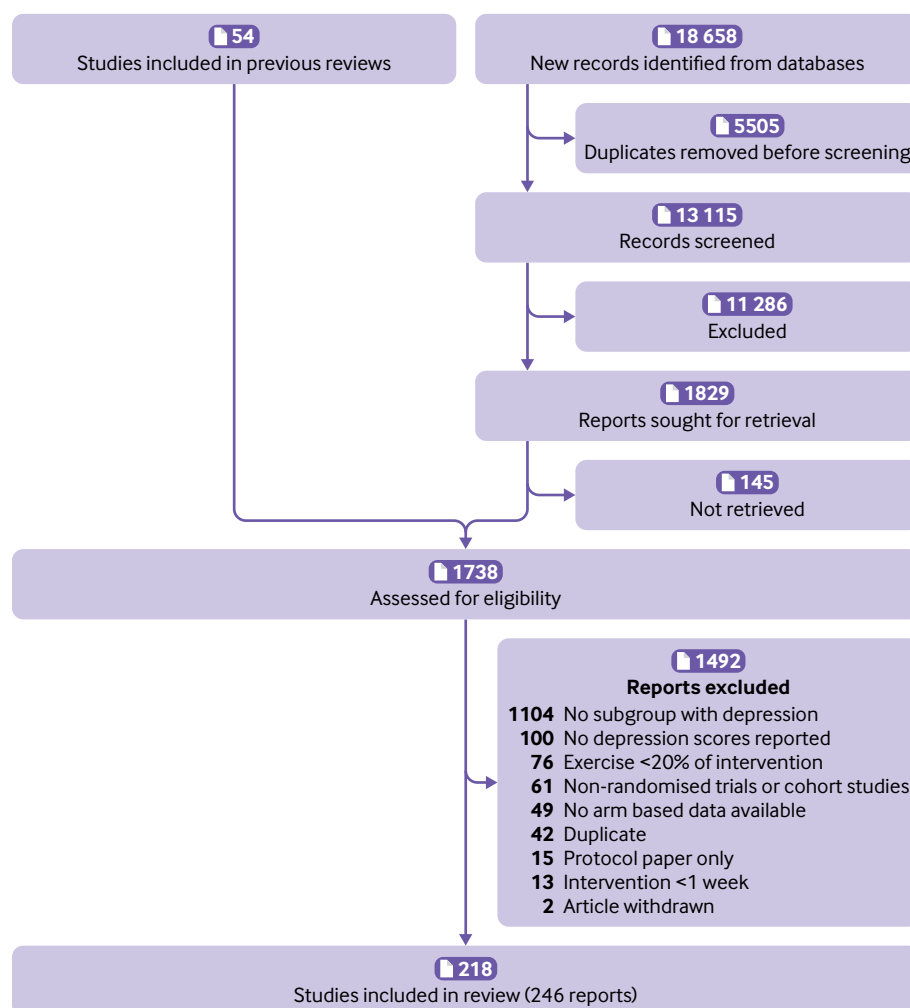 54
Studies included in previous reviews
18 658
New records identified from databases
5505
Duplicates removed before screening
13 115
Records screened
11 286
Excluded
1829
Reports sought for retrieval
145
Not retrieved
1738
Assessed for eligibility
1492
Reports excluded
1104 No subgroup with depression
100 No depression scores reported
76 Exercise <20% of intervention
61 Non-randomised trials or cohort studies
49 No arm based data available
42 Duplicate
15 Protocol paper only
13 Intervention <1 week
2 Article withdrawn
218
Studies included in review (246 reports)